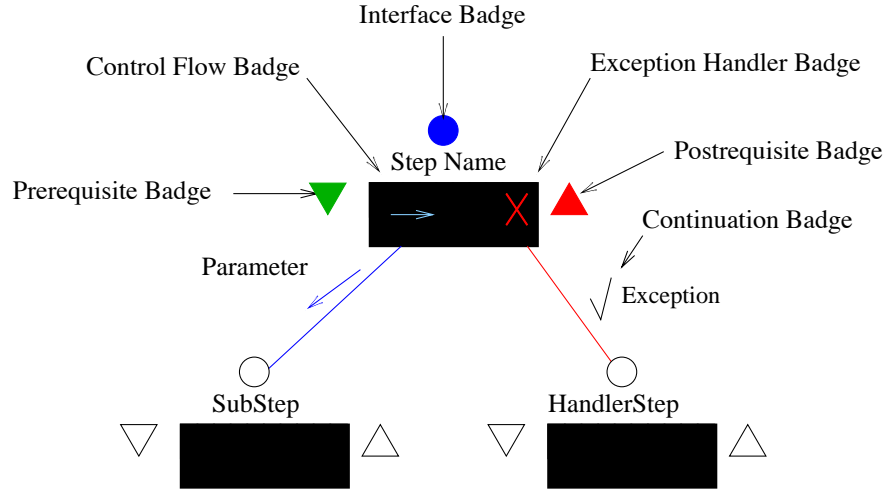 Interface Badge
Control Flow Badge
Exception Handler Badge
Step Name
Postrequisite Badge
Prerequisite Badge
X
Continuation Badge
Parameter
Exception
SubStep
HandlerStep